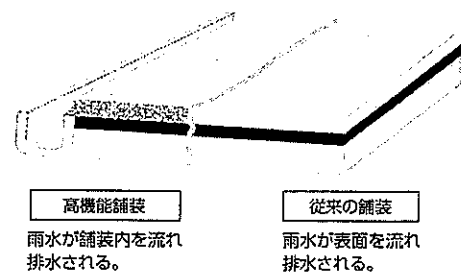 高機能舗装
雨水が舗装内を流れ
排水される。
従来の舗装
雨水が表面を流れ
排水される。